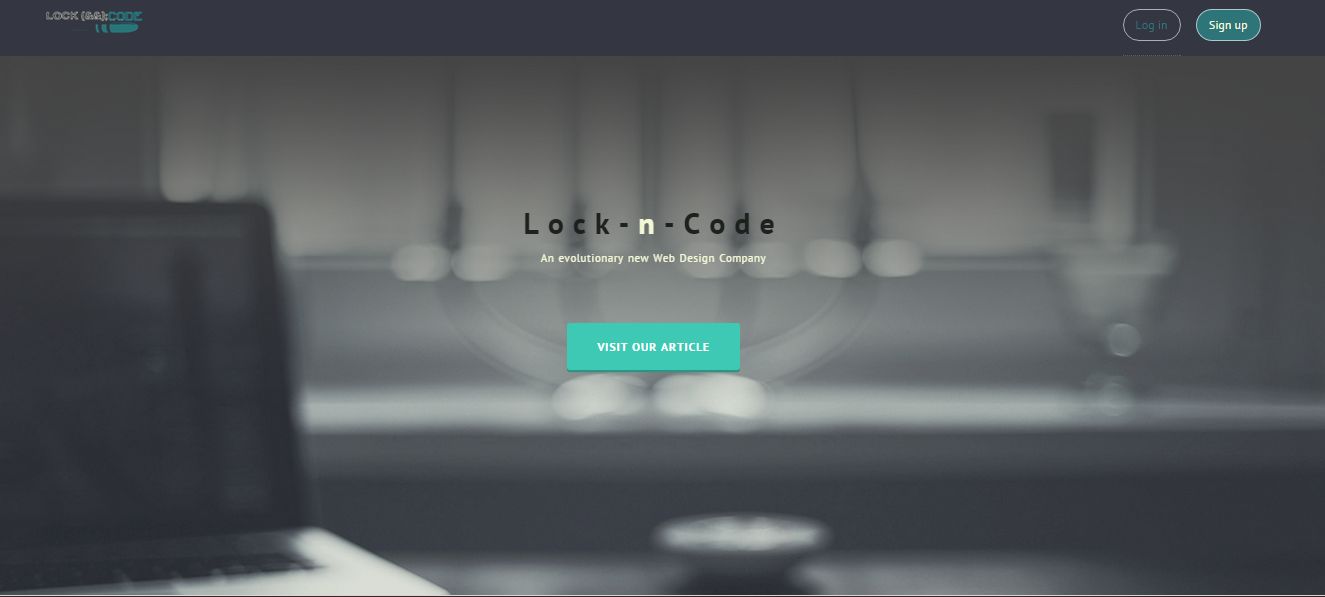 LOCK {&&};CODE
Log in
Sign up
Lock-n-Code
An evolutionary new Web Design Company
VISIT OUR ARTICLE